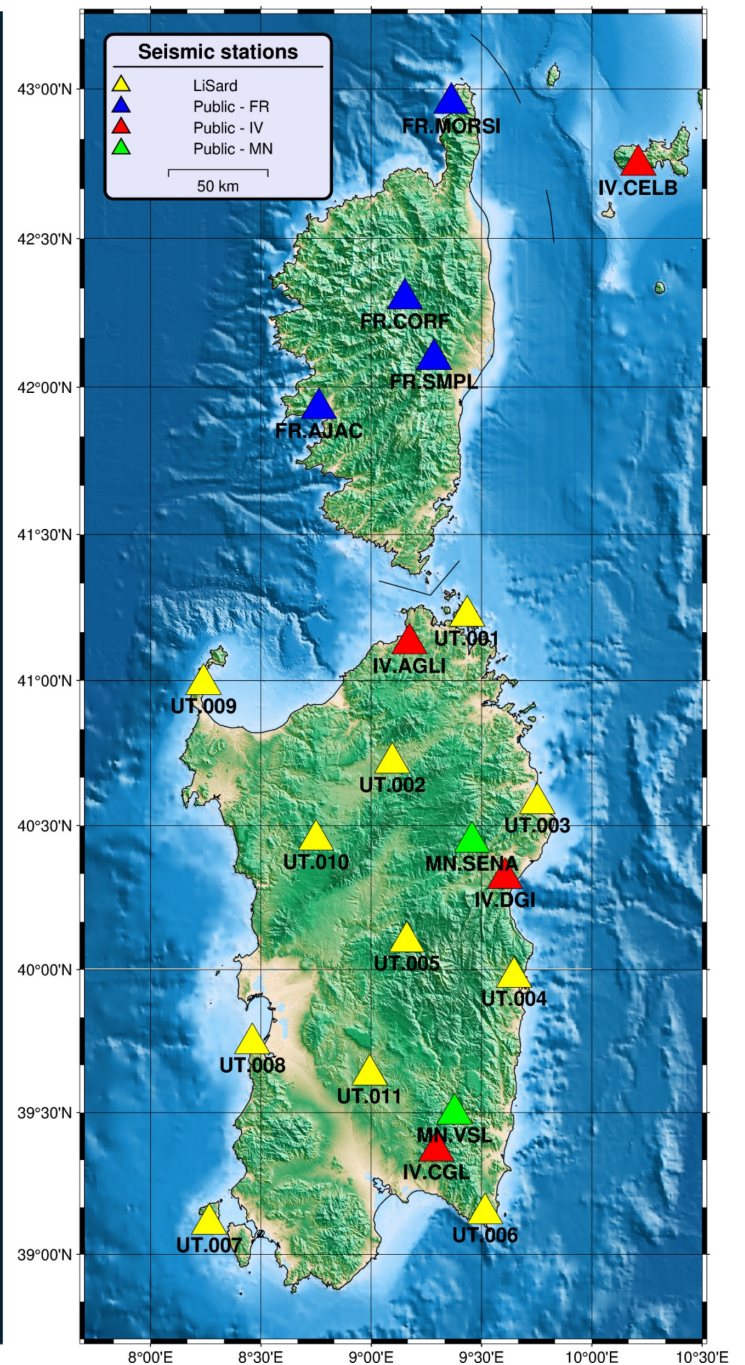 Seismic stations
LiSard
Public - FR
Public - IV
Public - MN
50 km
43°00'N
FR.MORSI
IV.CELB
42°30'N
FR.CORF
FR.SMPL
42°00'N
FR.AJAC
41°30'N
UT.001
IV.AGLI
41°00'N
UT.009
UT.002
UT.003
40°30'N
UT.010
MN.SENA
IV.DGI
UT.005
40°00'N
UT.004
UT.008
UT.011
39°30'N
MN.VSL
IV.CGL
UT.006
UT.007
39°00'N
8°00'E 8°30'E 9°00'E 9°30'E 10°00'E 10°30'E